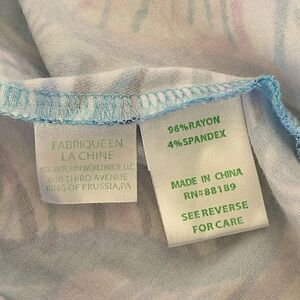 FABRIQUÉ EN
LA CHINE
WORLDWIDE LLC
THIRD AVENUE
KING OF PRUSSIA,PA
96%RAYON
4%SPANDEX
MADE IN CHINA
RN#88189
SEE REVERSE
FOR CARE